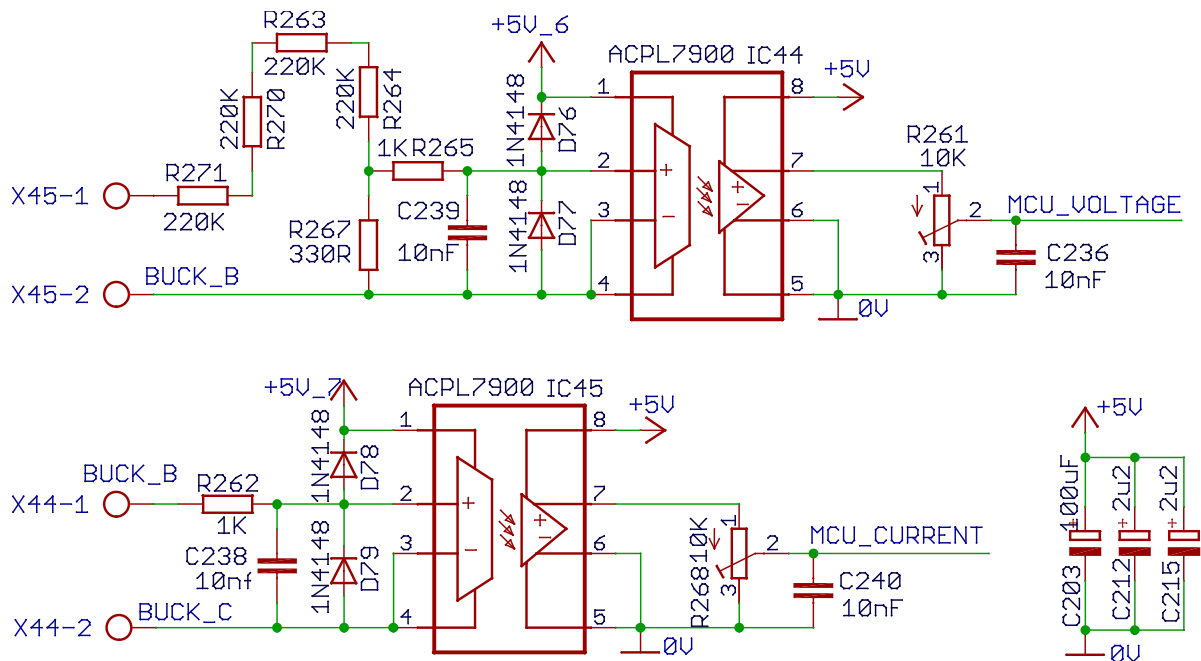 R263
220K
+5V_6
ACPL7900 IC44
+5V
220K
R270
220K
R264
1N4148
D76
1
8
R261
10K
1KR265
2
7
X45-1
R271
220K
1
MCU_VOLTAGE
2
C239
10nF
1N4148
D77
3
6
R267
330R
3
C236
10nF
X45-2
BUCK_B
4
5
0V
+5V_7
ACPL7900 IC45
+5V
+5V
1N4148
D78
1
8
BUCK_B
R262
1K
X44-1
2
7
1
100uF
+
2u2
+
2u2
MCU_CURRENT
2
R26810K
C238
10nf
1N4148
D79
3
6
3
C240
10nF
C203
C212
C215
X44-2
BUCK_C
4
5
0V
0V